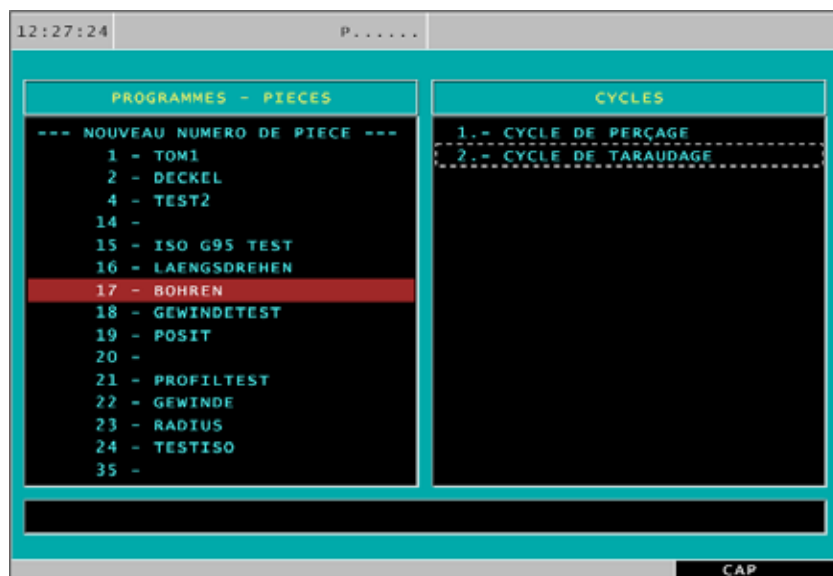 12:27:24 P......
PROGRAMMES - PIECES
--- NOUVEAU NUMERO DE PIECE ---
1 - TOM1
2 - DECKEL
4 - TEST2
14 -
15 - ISO G95 TEST
16 - LAENGSDREHEN
17 - BOHREN
18 - GEWINDETEST
19 - POSIT
20 -
21 - PROFILTEST
22 - GEWINDE
23 - RADIUS
24 - TESTISO
35 -
CYCLES
1.- CYCLE DE PERÇAGE
2.- CYCLE DE TARAUDAGE
CAP